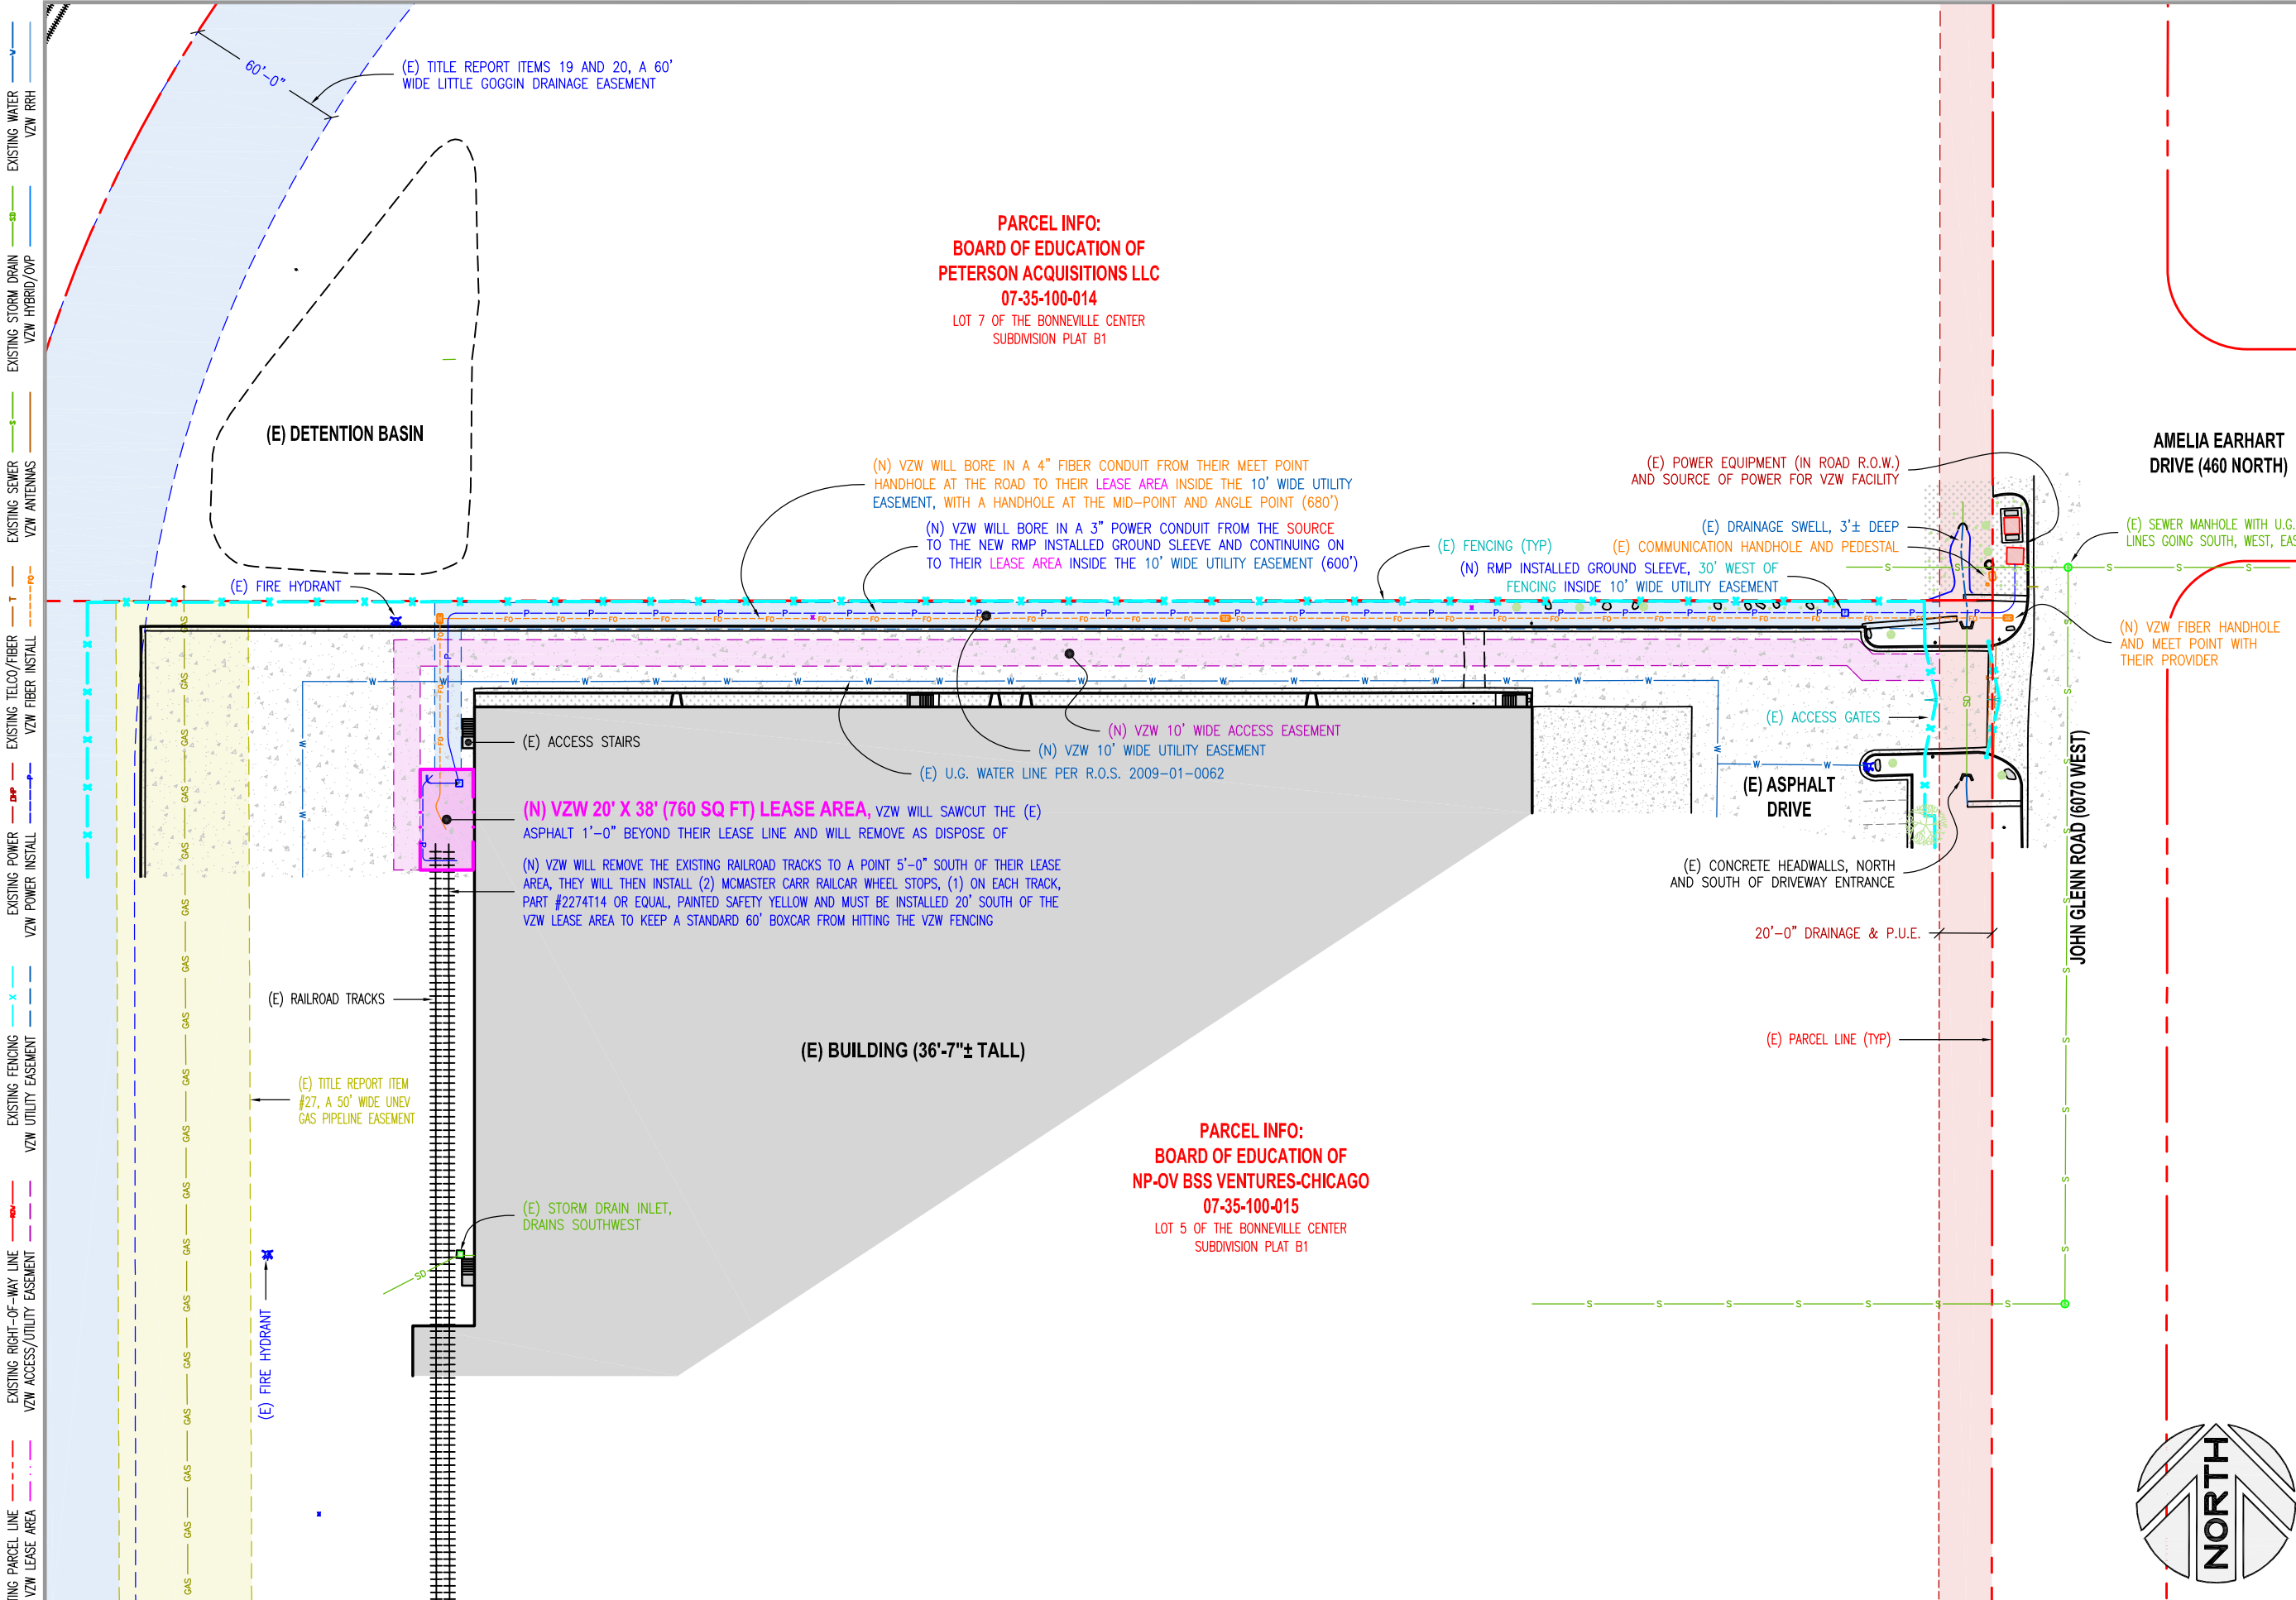 60'-0"
(E) TITLE REPORT ITEMS 19 AND 20, A 60'
WIDE LITTLE GOGGIN DRAINAGE EASEMENT
PARCEL INFO:
BOARD OF EDUCATION OF
PETERSON ACQUISITIONS LLC
07-35-100-014
LOT 7 OF THE BONNEVILLE CENTER
SUBDIVISION PLAT B1
(E) DETENTION BASIN
(E) FIRE HYDRANT
(N) VZW WILL BORE IN A 4" FIBER CONDUIT FROM THEIR MEET POINT
HANDHOLE AT THE ROAD TO THEIR LEASE AREA INSIDE THE 10' WIDE UTILITY
EASEMENT, WITH A HANDHOLE AT THE MID-POINT AND ANGLE POINT (680')
(N) VZW WILL BORE IN A 3" POWER CONDUIT FROM THE SOURCE
TO THE NEW RMP INSTALLED GROUND SLEEVE AND CONTINUING ON
TO THEIR LEASE AREA INSIDE THE 10' WIDE UTILITY EASEMENT (600')
(E) FENCING (TYP)
(E) POWER EQUIPMENT (IN ROAD R.O.W.)
AND SOURCE OF POWER FOR VZW FACILITY
(E) DRAINAGE SWELL, 3'± DEEP
(E) COMMUNICATION HANDHOLE AND PEDESTAL
(N) RMP INSTALLED GROUND SLEEVE, 30' WEST OF
FENCING INSIDE 10' WIDE UTILITY EASEMENT
AMELIA EARHART
DRIVE (460 NORTH)
(E) SEWER MANHOLE WITH U.G.
LINES GOING SOUTH, WEST, EAS
(N) VZW FIBER HANDHOLE
AND MEET POINT WITH
THEIR PROVIDER
(E) ACCESS STAIRS
(N) VZW 10' WIDE ACCESS EASEMENT
(N) VZW 10' WIDE UTILITY EASEMENT
(E) U.G. WATER LINE PER R.O.S. 2009-01-0062
(E) ACCESS GATES
(E) ASPHALT
DRIVE
JOHN GLENN ROAD (6070 WEST)
(N) VZW 20' X 38' (760 SQ FT) LEASE AREA, VZW WILL SAWCUT THE (E)
ASPHALT 1'-0" BEYOND THEIR LEASE LINE AND WILL REMOVE AS DISPOSE OF
(N) VZW WILL REMOVE THE EXISTING RAILROAD TRACKS TO A POINT 5'-0" SOUTH OF THEIR LEASE
AREA, THEY WILL THEN INSTALL (2) MCMASTER CARR RAILCAR WHEEL STOPS, (1) ON EACH TRACK,
PART #2274T14 OR EQUAL, PAINTED SAFETY YELLOW AND MUST BE INSTALLED 20' SOUTH OF THE
VZW LEASE AREA TO KEEP A STANDARD 60' BOXCAR FROM HITTING THE VZW FENCING
(E) CONCRETE HEADWALLS, NORTH
AND SOUTH OF DRIVEWAY ENTRANCE
20'-0" DRAINAGE & P.U.E.
(E) RAILROAD TRACKS
(E) BUILDING (36'-7"± TALL)
(E) PARCEL LINE (TYP)
(E) TITLE REPORT ITEM
#27, A 50' WIDE UNEV
GAS PIPELINE EASEMENT
PARCEL INFO:
BOARD OF EDUCATION OF
NP-OV BSS VENTURES-CHICAGO
07-35-100-015
LOT 5 OF THE BONNEVILLE CENTER
SUBDIVISION PLAT B1
(E) STORM DRAIN INLET,
DRAINS SOUTHWEST
(E) FIRE HYDRANT
NORTH
TING PARCEL LINE
VZW LEASE AREA
EXISTING RIGHT-OF-WAY LINE
VZW ACCESS/UTILITY EASEMENT
EXISTING FENCING
VZW UTILITY EASEMENT
EXISTING POWER
VZW POWER INSTALL
EXISTING TELCO/FIBER
VZW FIBER INSTALL
EXISTING SEWER
VZW ANTENNAS
EXISTING STORM DRAIN
VZW HYBRID/OVP
EXISTING WATER
VZW RRH